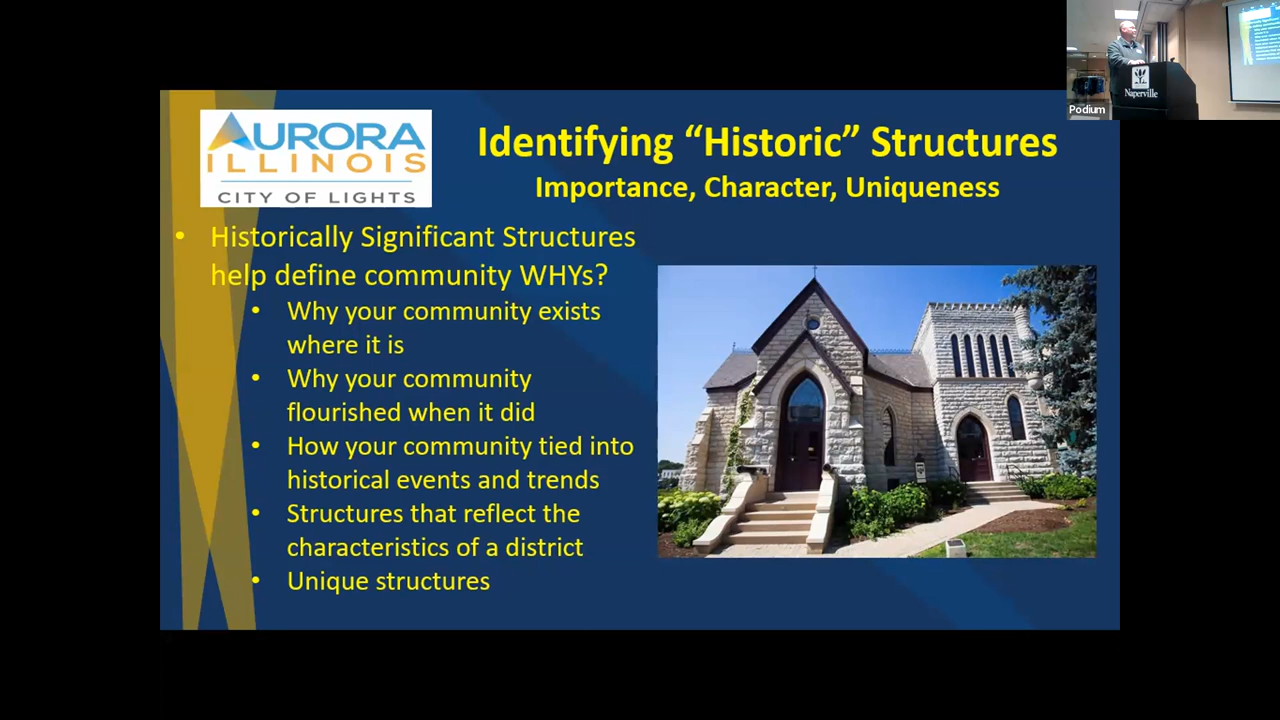 AURORA
ILLINOIS
CITY OF LIGHTS
Identifying “Historic” Structures
Importance, Character, Uniqueness
• Historically Significant Structures
help define community WHYs?
• Why your community exists
where it is
• Why your community
flourished when it did
• How your community tied into
historical events and trends
• Structures that reflect the
characteristics of a district
• Unique structures
Naperville
Podium